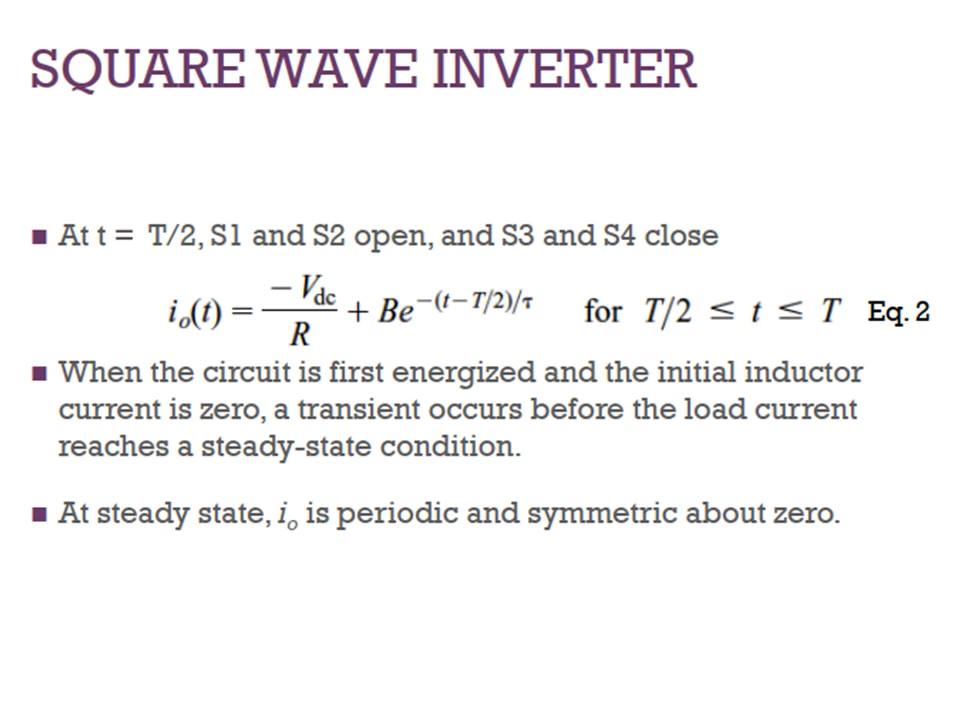 SQUARE WAVE INVERTER
At t = T/2, S1 and S2 open, and S3 and S4 close
i_o(t) = −V_dc/R + Be^−(t−T/2)/τ for T/2 ≤ t ≤ T Eq. 2
When the circuit is first energized and the initial inductor
current is zero, a transient occurs before the load current
reaches a steady-state condition.
At steady state, i_o is periodic and symmetric about zero.